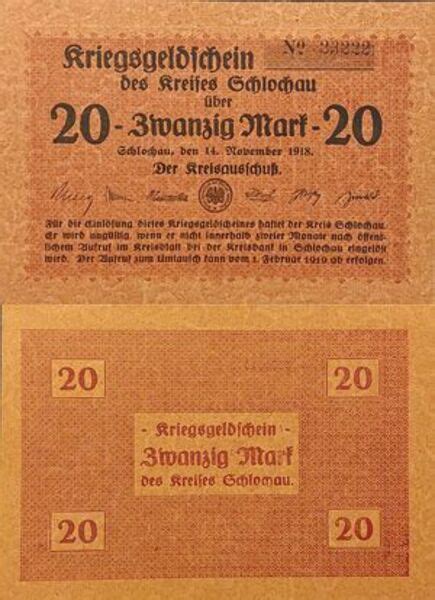 Kriegsgeldschein
No 23222
des Kreises Schlochau
über
20 - Zwanzig Mark - 20
Schlochau, den 14. November 1918.
Der Kreisausschuß.
Für die Einlösung dieses Kriegsgeldscheines haftet der Kreis Schlochau.
Er wird ungültig, wenn er nicht innerhalb zweier Monate nach öffent-
lichem Aufruf im Kreisblatt bei der Kreisbank in Schlochau eingelöst
wird. Der Aufruf zum Umtausch kann vom 1. Februar 1919 ab erfolgen.
20
20
- Kriegsgeldschein -
Zwanzig Mark
des Kreises Schlochau.
20
20